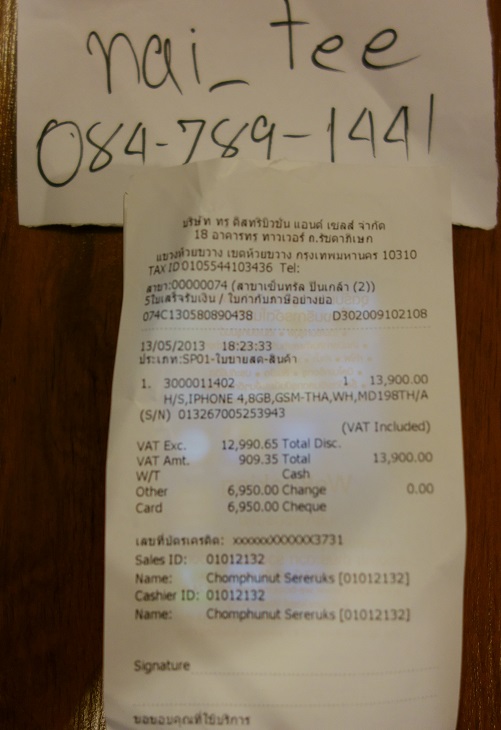 nai_ tee
084-789-1441
บริษัท ทรู ดิสทริบิวชั่น แอนด์ เซลส์ จำกัด
18 อาคารทรู ทาวเวอร์ ถ.รัชดาภิเษก
แขวงห้วยขวาง เขตห้วยขวาง กรุงเทพมหานคร 10310
TAX ID 0105544103436 Tel:
สาขา:00000074 (สาขาเซ็นทรัล ปิ่นเกล้า (2))
ใบเสร็จรับเงิน / ใบกำกับภาษีอย่างย่อ
074C130580890438 D302009102108
13/05/2013 18:23:33
ประเภท:SP01-ใบขายสด-สินค้า
1. 3000011402 1 13,900.00
H/S,IPHONE 4,8GB,GSM-THA,WH,MD198TH/A
(S/N) 013267005253943
(VAT Included)
VAT Exc. 12,990.65 Total Disc.
VAT Amt. 909.35 Total 13,900.00
W/T Cash
Other 6,950.00 Change 0.00
Card 6,950.00 Cheque
เลขที่บัตรเครดิต: xxxxxxXXXXXX3731
Sales ID: 01012132
Name: Chomphunut Sereruks [01012132]
Cashier ID: 01012132
Name: Chomphunut Sereruks [01012132]
Signature
ขอขอบคุณที่ใช้บริการ